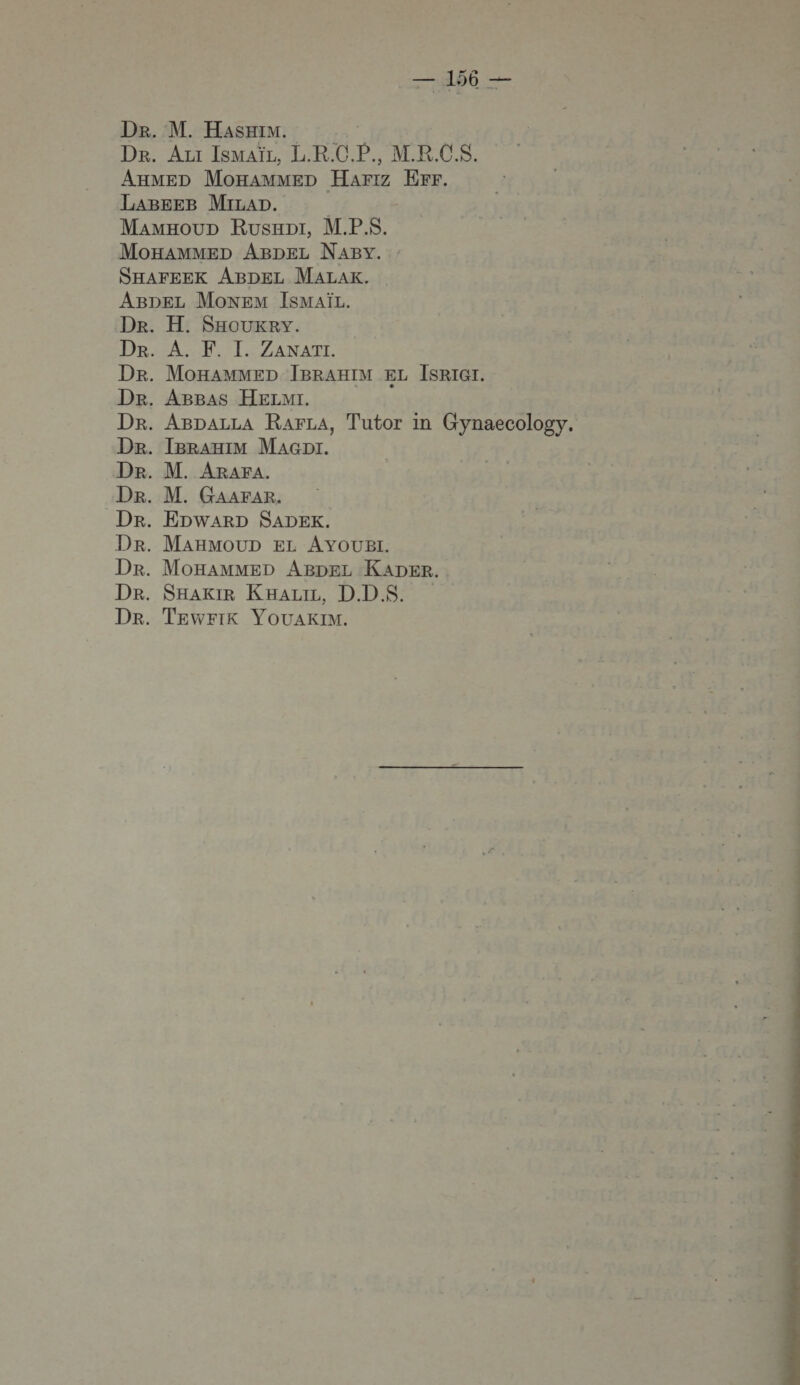 — 156 —
Dr. M. Hashim.
Dr. Ali Ismaïl, L.R.C.P., M.R.C.S.
Ahmed Mohammed Hafiz Eff.
Labeeb Milad.
Mamhoud Rushdi, M.P.S.
Mohammed Abdel Naby.
Shafeek Abdel Malak.
Abdel Monem Ismaïl.
Dr. H. Shoukry.
Dr. A. F. I. Zanati.
Dr. Mohammed Ibrahim el Isrigi.
Dr. Abbas Helmi.
Dr. Abdalla Rafla, Tutor in Gynaecology.
Dr. Ibrahim Magdi.
Dr. M. Arafa.
Dr. M. Gaafar.
Dr. Edward Sadek.
Dr. Mahmoud el Ayoubi.
Dr. Mohammed Abdel Kader.
Dr. Shakir Khalil, D.D.S.
Dr. Tewfik Youakim.